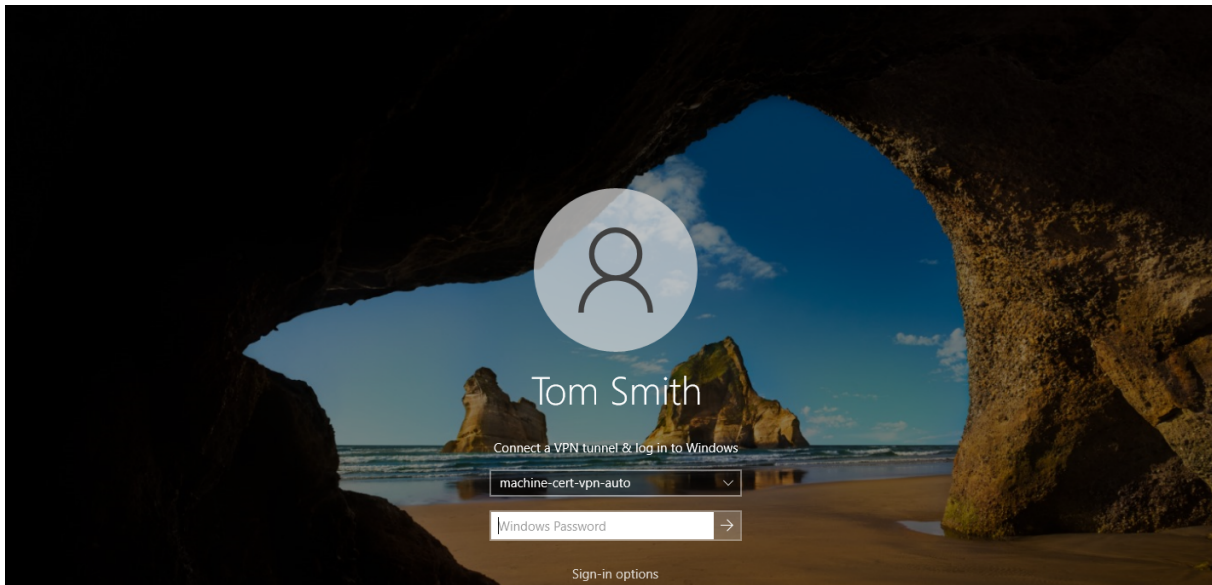 Tom Smith
Connect a VPN tunnel & log in to Windows
machine-cert-vpn-auto
Windows Password
Sign-in options